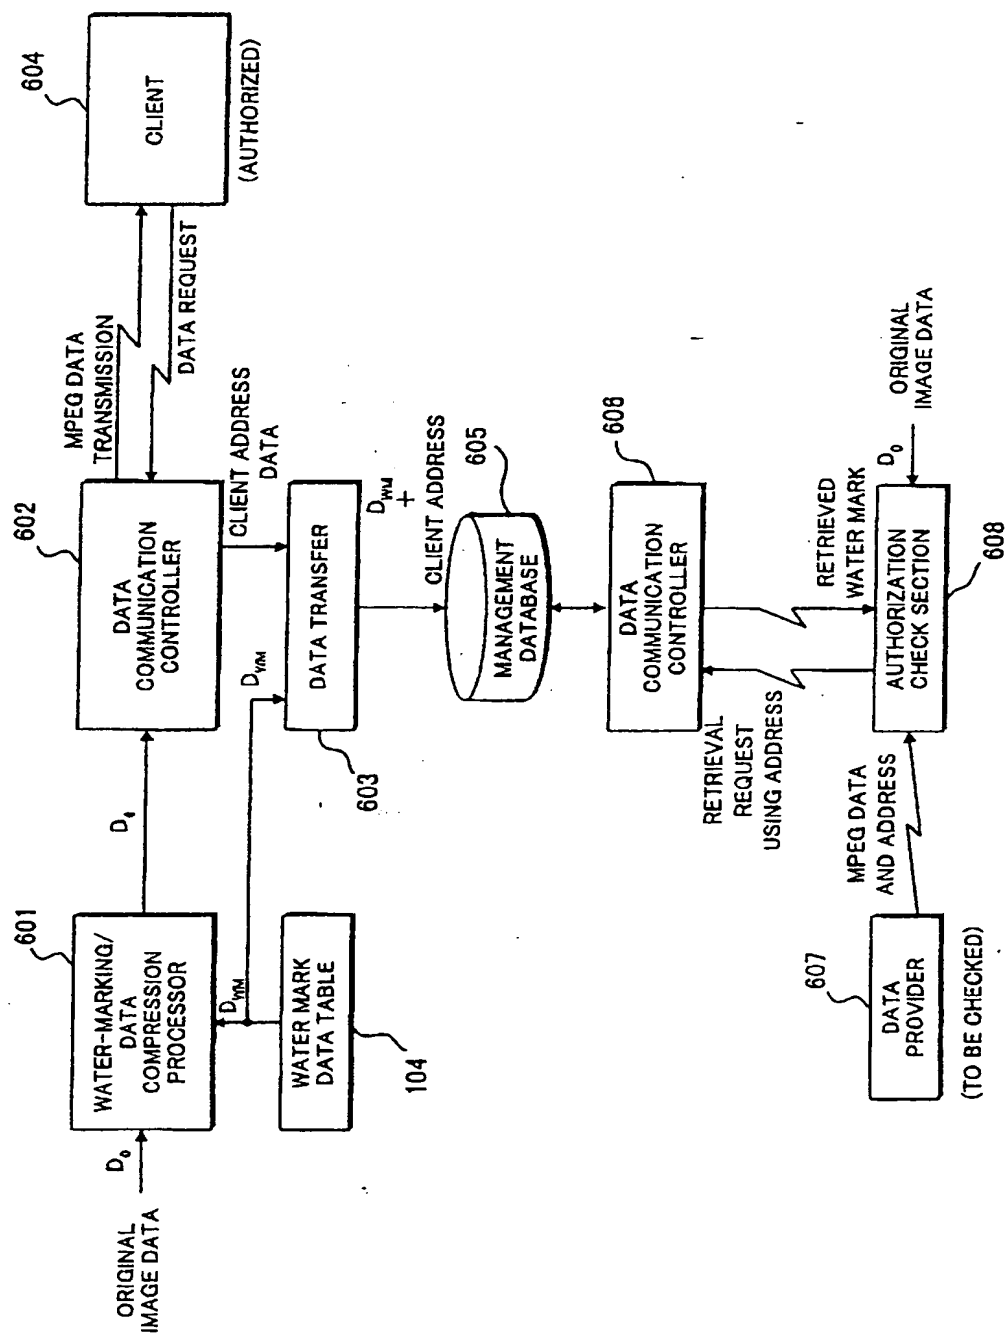 ORIGINAL
IMAGE DATA
D0
601
WATER-MARKING/
DATA
COMPRESSION
PROCESSOR
DWM
WATER MARK
DATA TABLE
104
602
DATA
COMMUNICATION
CONTROLLER
MPEG DATA
TRANSMISSION
DATA REQUEST
604
CLIENT
(AUTHORIZED)
CLIENT ADDRESS
DATA
DWM
DATA TRANSFER
603
DWM
+
CLIENT ADDRESS
605
MANAGEMENT
DATABASE
608
DATA
COMMUNICATION
CONTROLLER
RETRIEVAL
REQUEST
USING ADDRESS
RETRIEVED
WATER MARK
607
DATA
PROVIDER
(TO BE CHECKED)
MPEG DATA
AND ADDRESS
AUTHORIZATION
CHECK SECTION
608
D0
ORIGINAL
IMAGE DATA